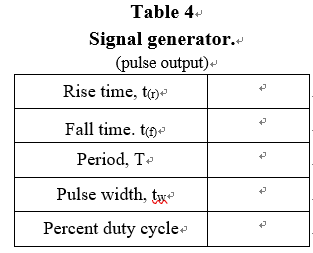 Table 4
Signal generator.
(pulse output)
Rise time, t(r)
Fall time. t(f)
Period, T
Pulse width, tw
Percent duty cycle